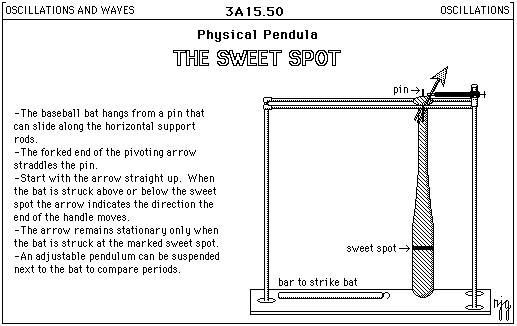 OSCILLATIONS AND WAVES 3A15.50 OSCILLATIONS
Physical Pendula
THE SWEET SPOT
pin
-The baseball bat hangs from a pin that
can slide along the horizontal support
rods.
-The forked end of the pivoting arrow
straddles the pin.
-Start with the arrow straight up. When
the bat is struck above or below the sweet
spot the arrow indicates the direction the
end of the handle moves.
-The arrow remains stationary only when
the bat is struck at the marked sweet spot.
-An adjustable pendulum can be suspended
next to the bat to compare periods.
sweet spot
bar to strike bat